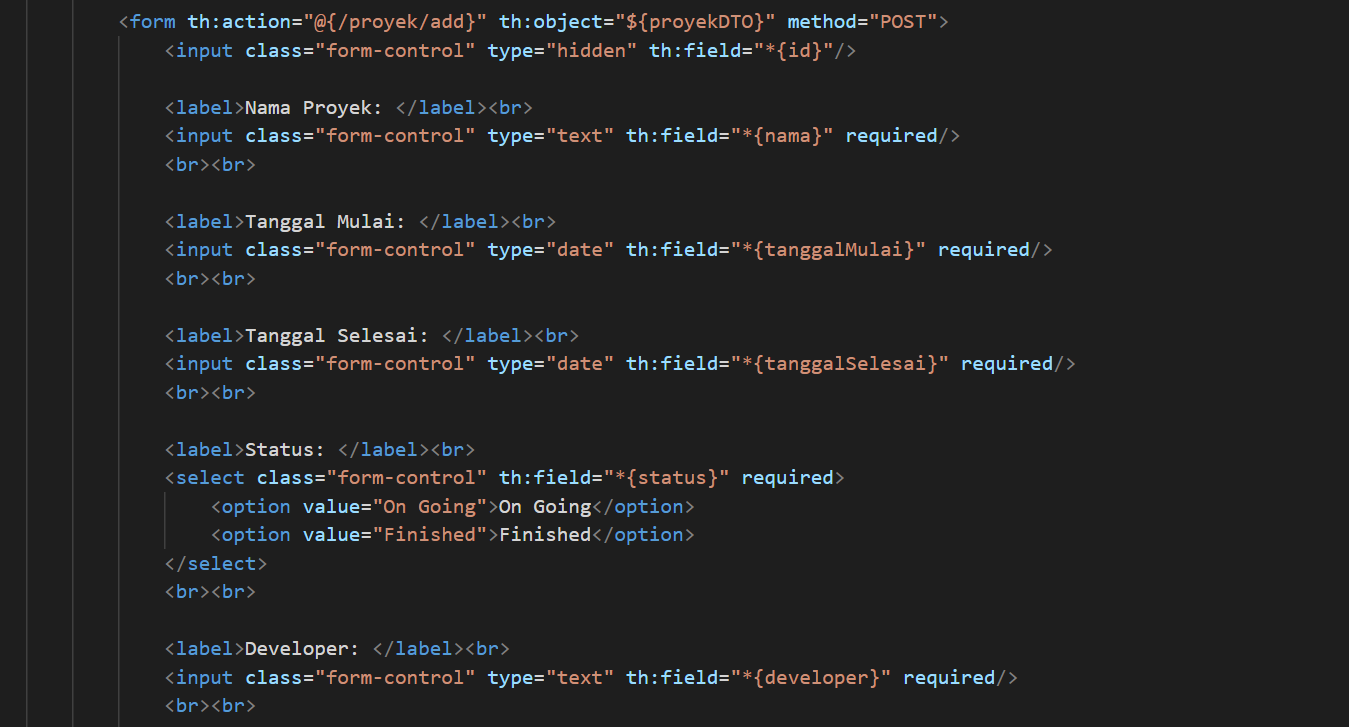 <form th:action="@{/proyek/add}" th:object="${proyekDTO}" method="POST">
<input class="form-control" type="hidden" th:field="*{id}"/>
<label>Nama Proyek: </label><br>
<input class="form-control" type="text" th:field="*{nama}" required/>
<br><br>
<label>Tanggal Mulai: </label><br>
<input class="form-control" type="date" th:field="*{tanggalMulai}" required/>
<br><br>
<label>Tanggal Selesai: </label><br>
<input class="form-control" type="date" th:field="*{tanggalSelesai}" required/>
<br><br>
<label>Status: </label><br>
<select class="form-control" th:field="*{status}" required>
<option value="On Going">On Going</option>
<option value="Finished">Finished</option>
</select>
<br><br>
<label>Developer: </label><br>
<input class="form-control" type="text" th:field="*{developer}" required/>
<br><br>